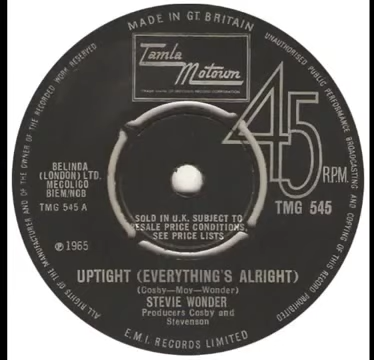 MADE IN GT. BRITAIN
UNAUTHORISED PUBLIC PERFORMANCE BROADCASTING AND COPYING OF THIS RECORD PROHIBITED
ALL RIGHTS OF THE MANUFACTURER AND OF THE OWNER OF THE RECORDED WORK RESERVED
Tamla
Motown
45
R.P.M.
BELINDA
(LONDON) LTD.
MECOLICO
BIEM/NCB
TMG 545 A
TMG 545
SOLD IN U.K. SUBJECT TO
RESALE PRICE CONDITIONS,
SEE PRICE LISTS
℗ 1965
UPTIGHT (EVERYTHING'S ALRIGHT)
(Cosby—Moy—Wonder)
STEVIE WONDER
Producers Cosby and
Stevenson
E.M.I. RECORDS LIMITED